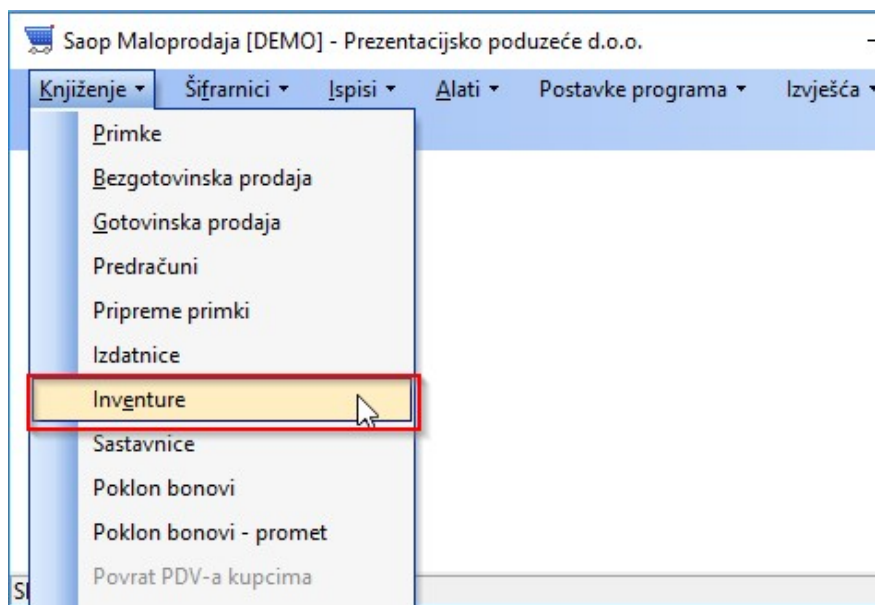 Saop Maloprodaja [DEMO] - Prezentacijsko poduzeće d.o.o.
Knjiženje Šifrarnici Ispisi Alati Postavke programa Izvješća
Primke
Bezgotovinska prodaja
Gotovinska prodaja
Predračuni
Pripreme primki
Izdatnice
Inventure
Sastavnice
Poklon bonovi
Poklon bonovi - promet
Povrat PDV-a kupcima